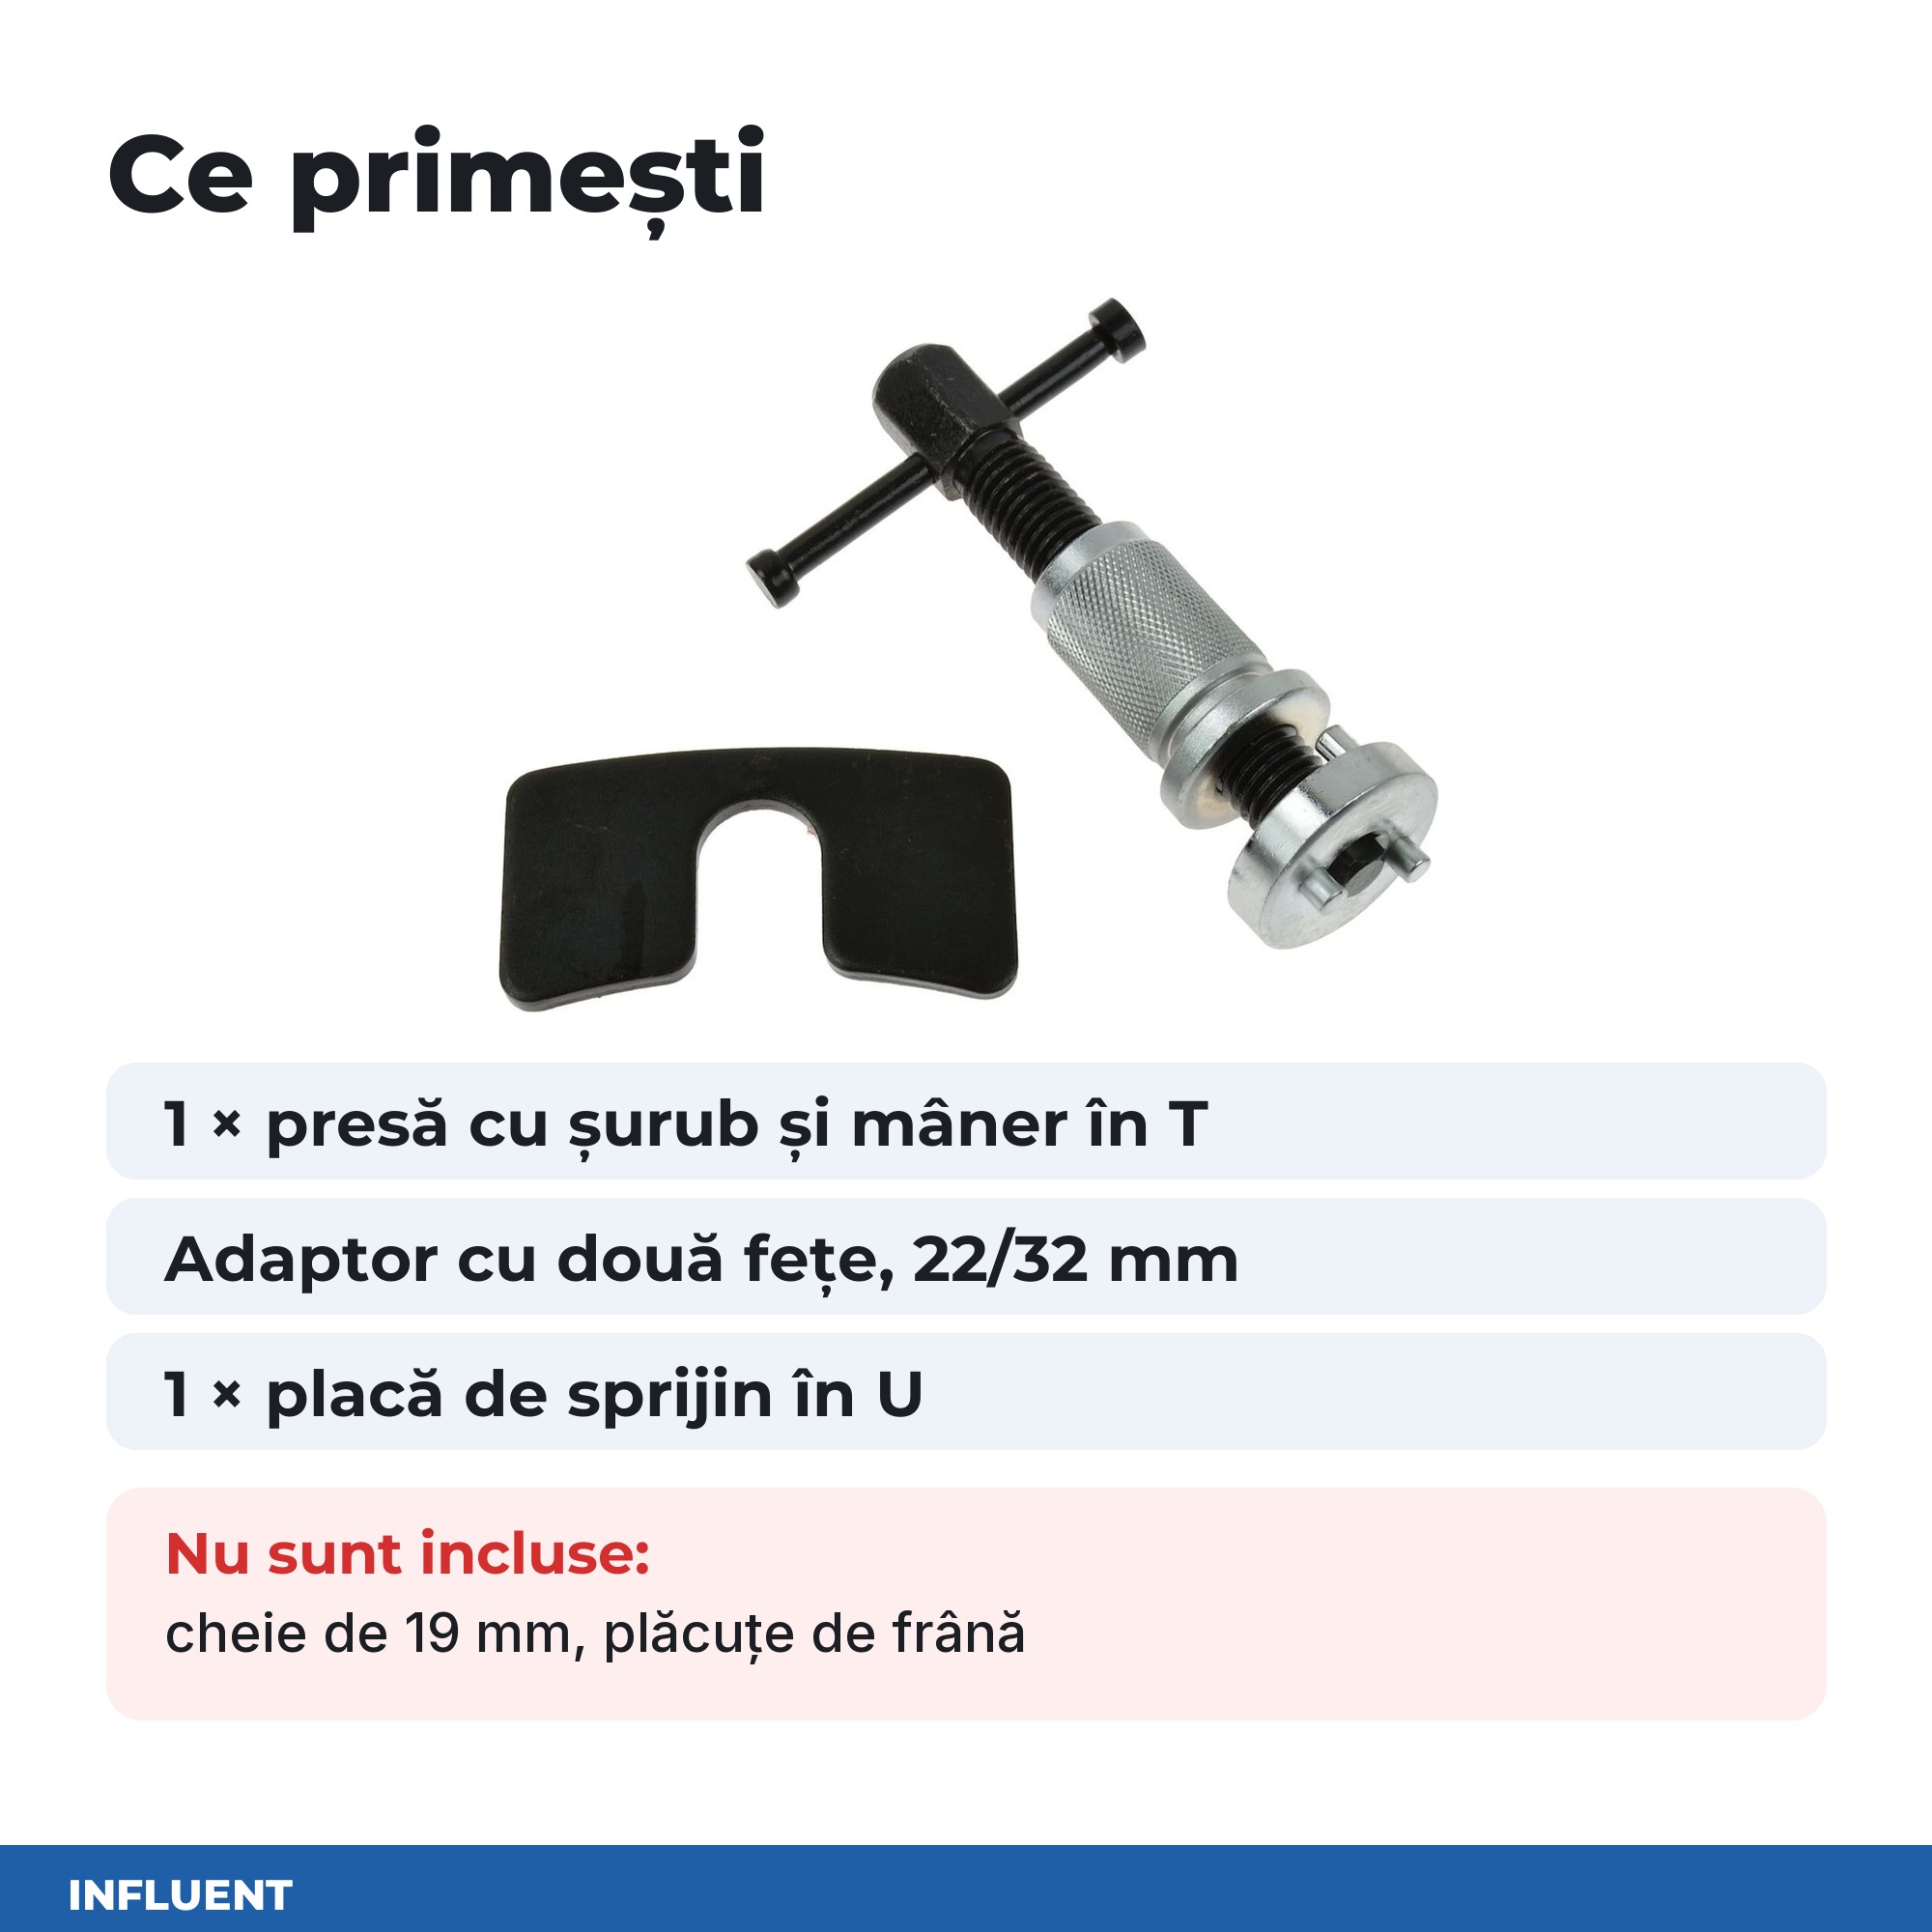 Ce primești
1 × presă cu șurub și mâner în T
Adaptor cu două fețe, 22/32 mm
1 × placă de sprijin în U
Nu sunt incluse:
cheie de 19 mm, plăcuțe de frână
INFLUENT